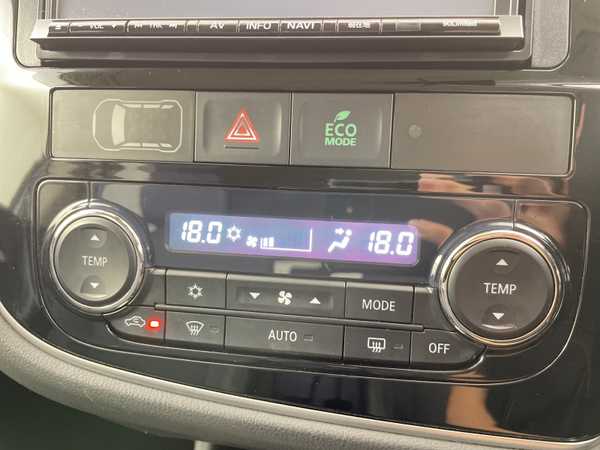 VOL AV INFO NAVI
ECO
MODE
18.0 18.0
TEMP TEMP
MODE
AUTO OFF